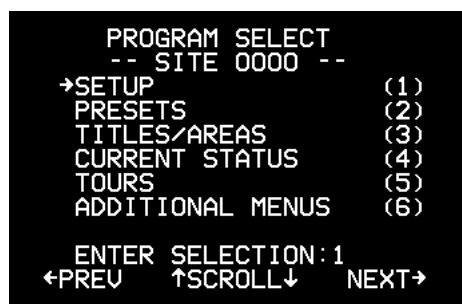 PROGRAM SELECT
-- SITE 0000 --
→SETUP (1)
PRESETS (2)
TITLES/AREAS (3)
CURRENT STATUS (4)
TOURS (5)
ADDITIONAL MENUS (6)
ENTER SELECTION:1
←PREV ↑SCROLL↓ NEXT→